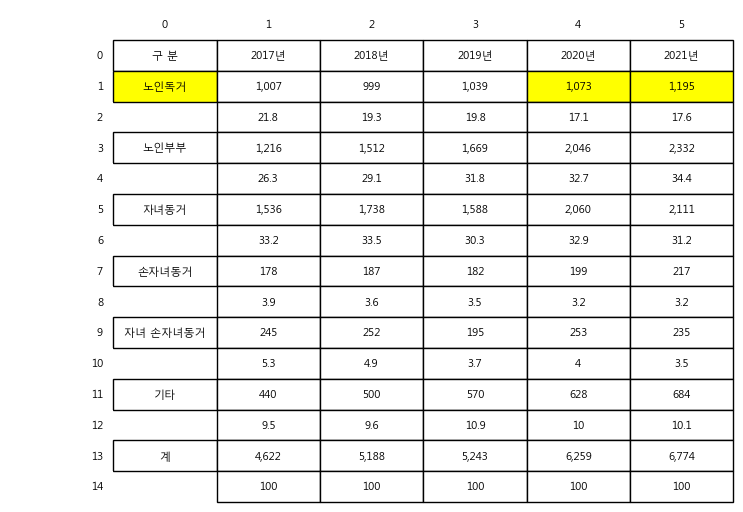 0 1 2 3 4 5
0 구 분 2017년 2018년 2019년 2020년 2021년
1 노인독거 1,007 999 1,039 1,073 1,195
2 21.8 19.3 19.8 17.1 17.6
3 노인부부 1,216 1,512 1,669 2,046 2,332
4 26.3 29.1 31.8 32.7 34.4
5 자녀동거 1,536 1,738 1,588 2,060 2,111
6 33.2 33.5 30.3 32.9 31.2
7 손자녀동거 178 187 182 199 217
8 3.9 3.6 3.5 3.2 3.2
9 자녀 손자녀동거 245 252 195 253 235
10 5.3 4.9 3.7 4 3.5
11 기타 440 500 570 628 684
12 9.5 9.6 10.9 10 10.1
13 계 4,622 5,188 5,243 6,259 6,774
14 100 100 100 100 100